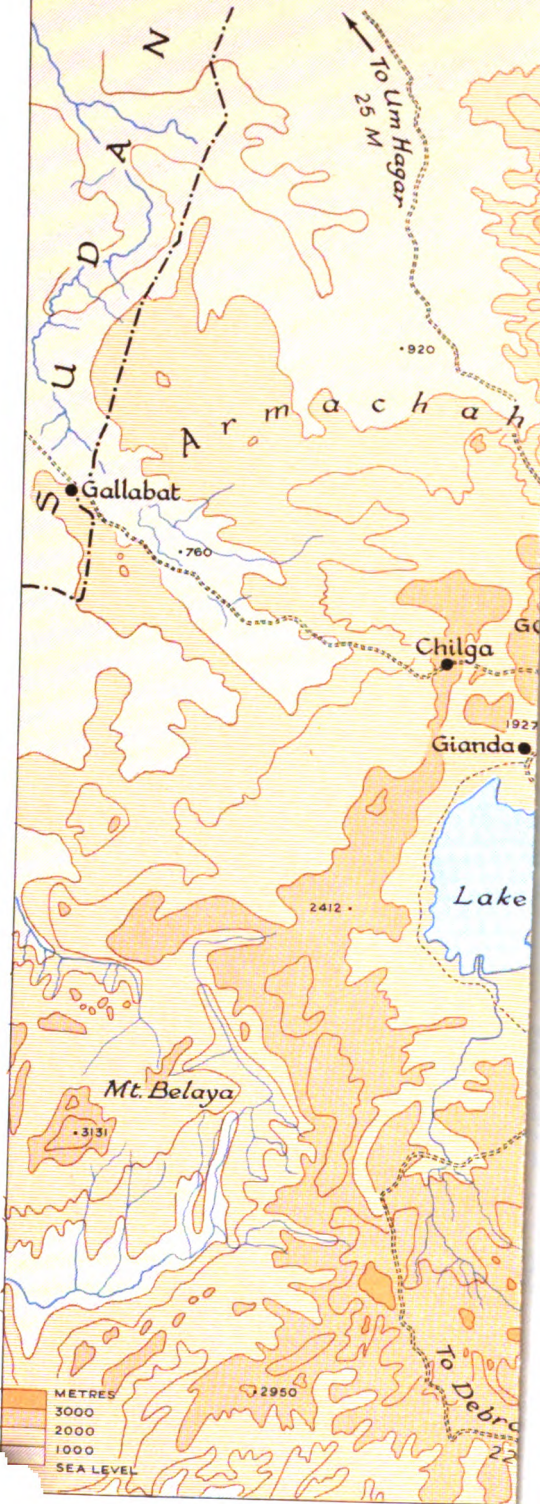 SUDAN
To Um Hagar
25 M
920
Armachah
Gallabat
760
Chilga
1927
Gianda
Lake
2412
Mt. Belaya
3131
2950
To Debr
METRES
3000
2000
1000
SEA LEVEL